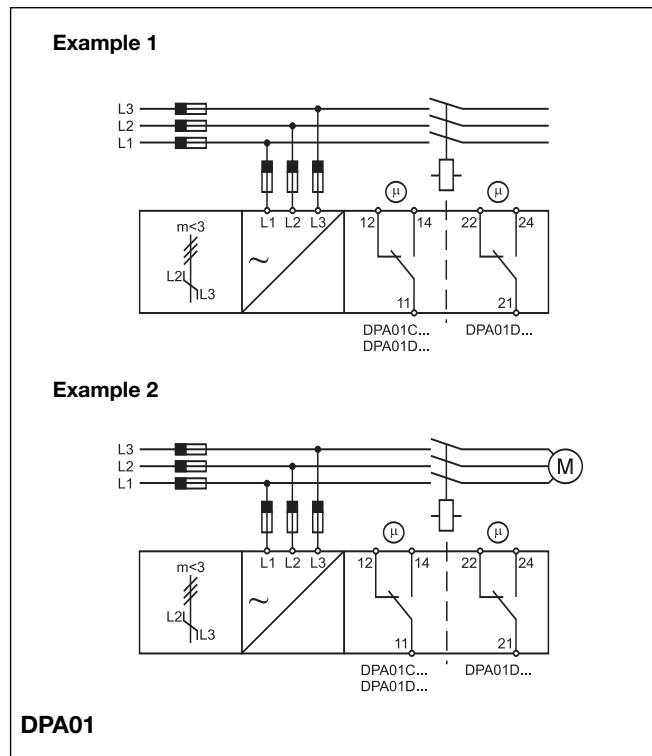 Example 1
L3
L2
L1
μ μ
L1 L2 L3 12 14 22 24
m<3
L2
L3
~
11 21
DPA01C... DPA01D...
DPA01D...
Example 2
L3
L2 M
L1
μ μ
L1 L2 L3 12 14 22 24
m<3
L2
L3
~
11 21
DPA01C... DPA01D...
DPA01D...
DPA01